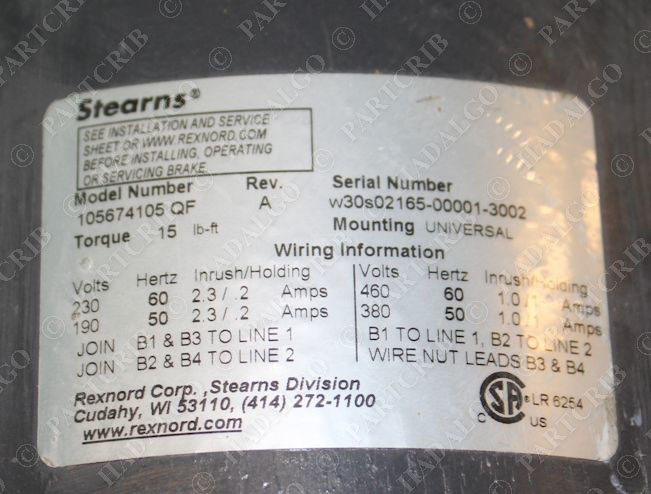 Stearns®
SEE INSTALLATION AND SERVICE
SHEET OR WWW.REXNORD.COM
BEFORE INSTALLING, OPERATING
OR SERVICING BRAKE.
Model Number Rev. Serial Number
105674105 QF A w30s02165-00001-3002
Torque 15 lb-ft Mounting UNIVERSAL
Wiring Information
Volts Hertz Inrush/Holding Volts Hertz Inrush/Holding
230 60 2.3 / .2 Amps 460 60 1.0 / Amps
190 50 2.3 / .2 Amps 380 50 1.0 / Amps
JOIN B1 & B3 TO LINE 1 B1 TO LINE 1, B2 TO LINE 2
JOIN B2 & B4 TO LINE 2 WIRE NUT LEADS B3 & B4
Rexnord Corp. ,Stearns Division
Cudahy, WI 53110, (414) 272-1100
www.rexnord.com
C SA ® US LR 6254
© PARTCRIB © HADALGO